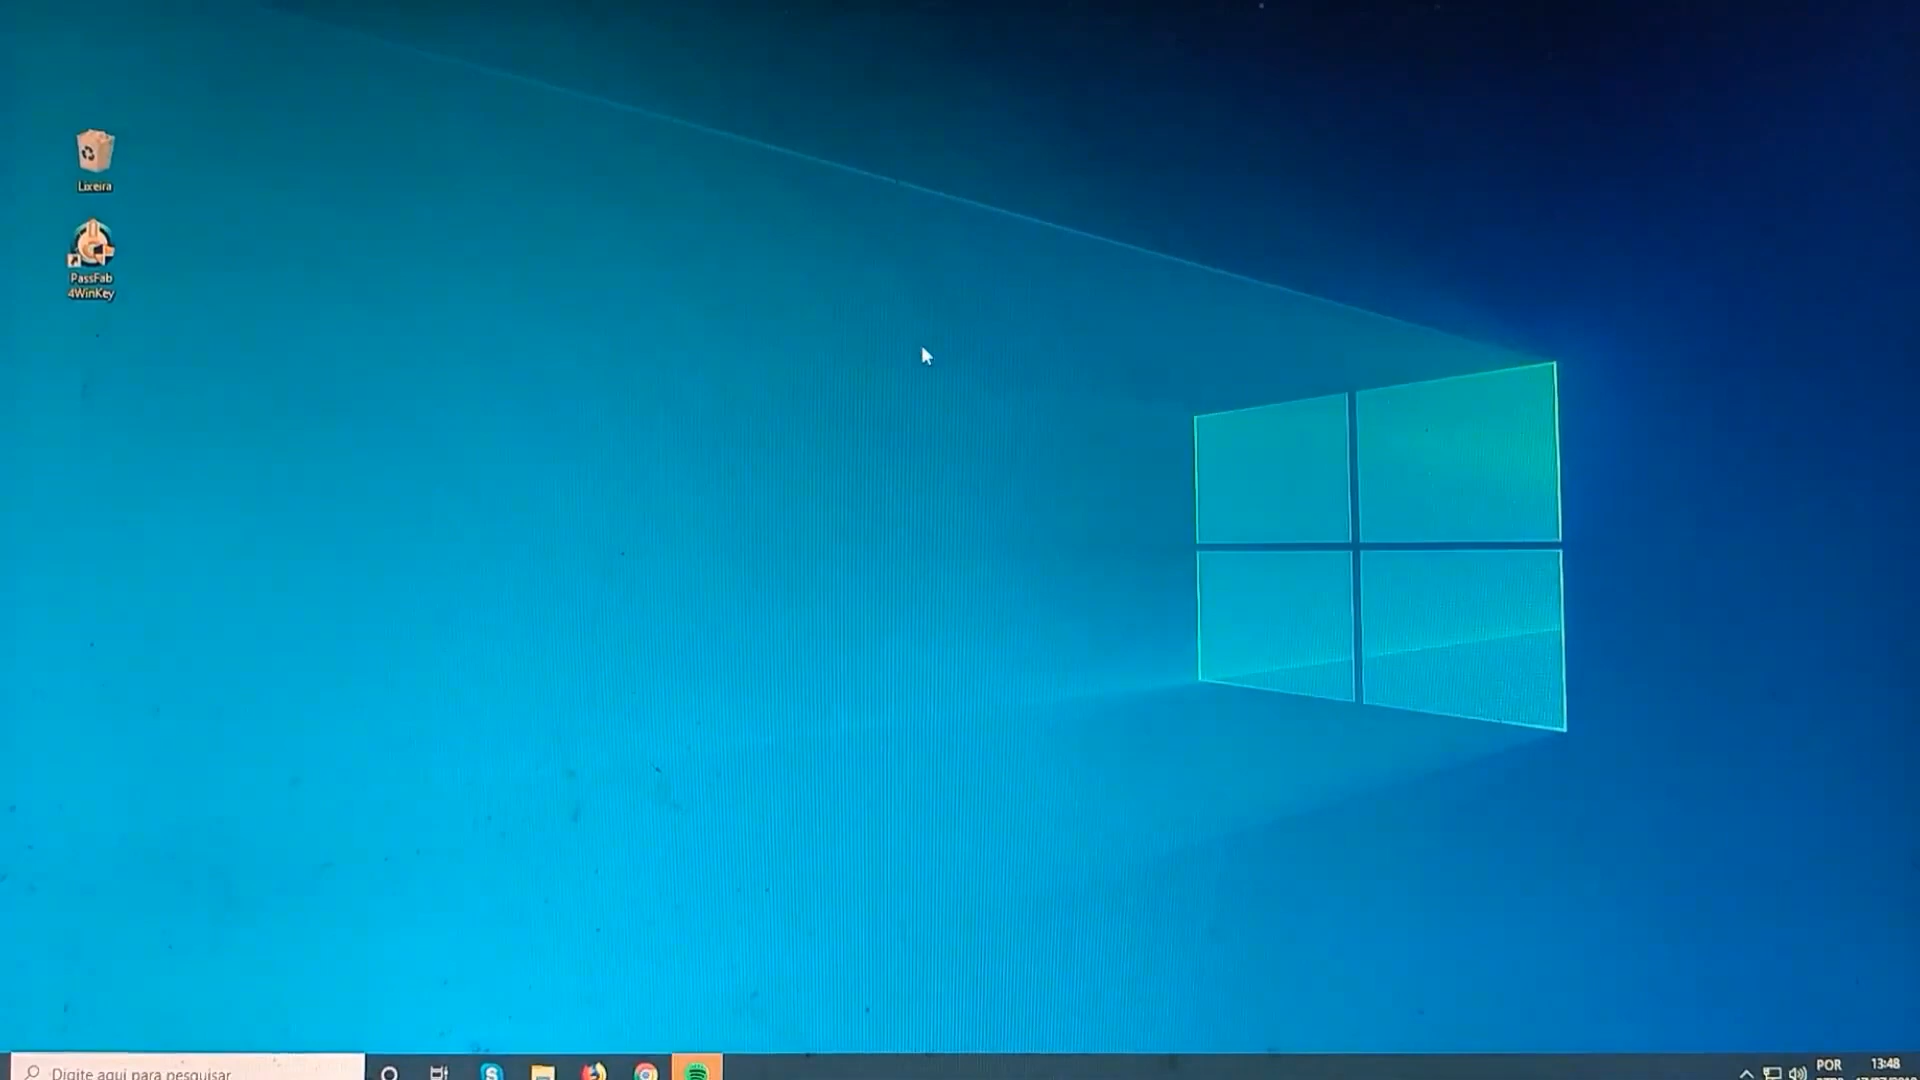 Lixeira
PassFab
4WinKey
Digite aqui para pesquisar
POR
13:48